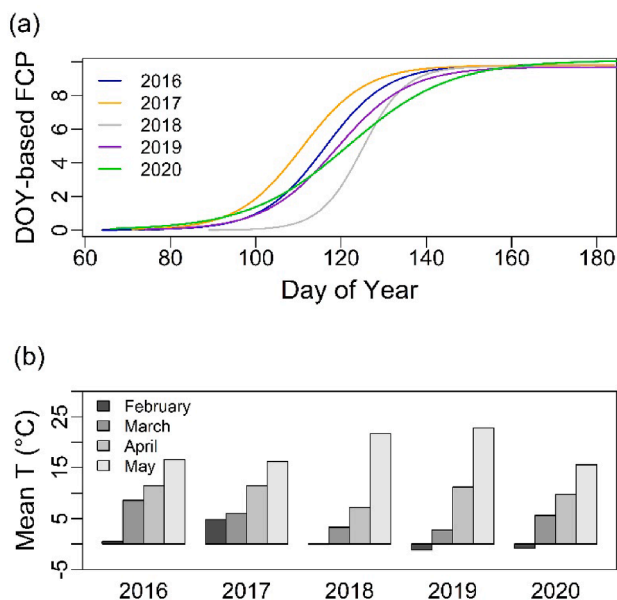 (a)
DOY-based FCP
0 2 4 6 8
2016
2017
2018
2019
2020
60 80 100 120 140 160 180
Day of Year
(b)
Mean T (°C)
-5 5 15 25
February
March
April
May
2016 2017 2018 2019 2020